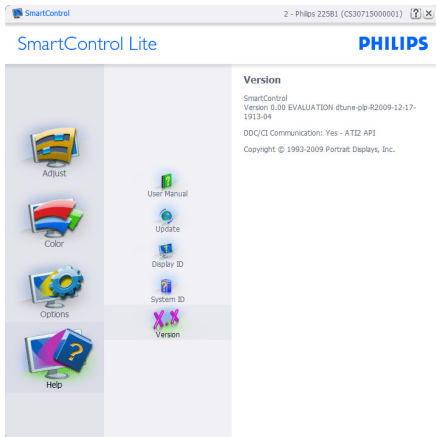 SmartControl
2 - Philips 225B1 (CS30715000001)
SmartControl Lite
PHILIPS
Adjust
Color
Options
Help
User Manual
Update
Display ID
System ID
X.X
Version
Version
SmartControl
Version 0.00 EVALUATION dtune-plp-R2009-12-17-
1913-04
DDC/CI Communication: Yes - ATI2 API
Copyright © 1993-2009 Portrait Displays, Inc.